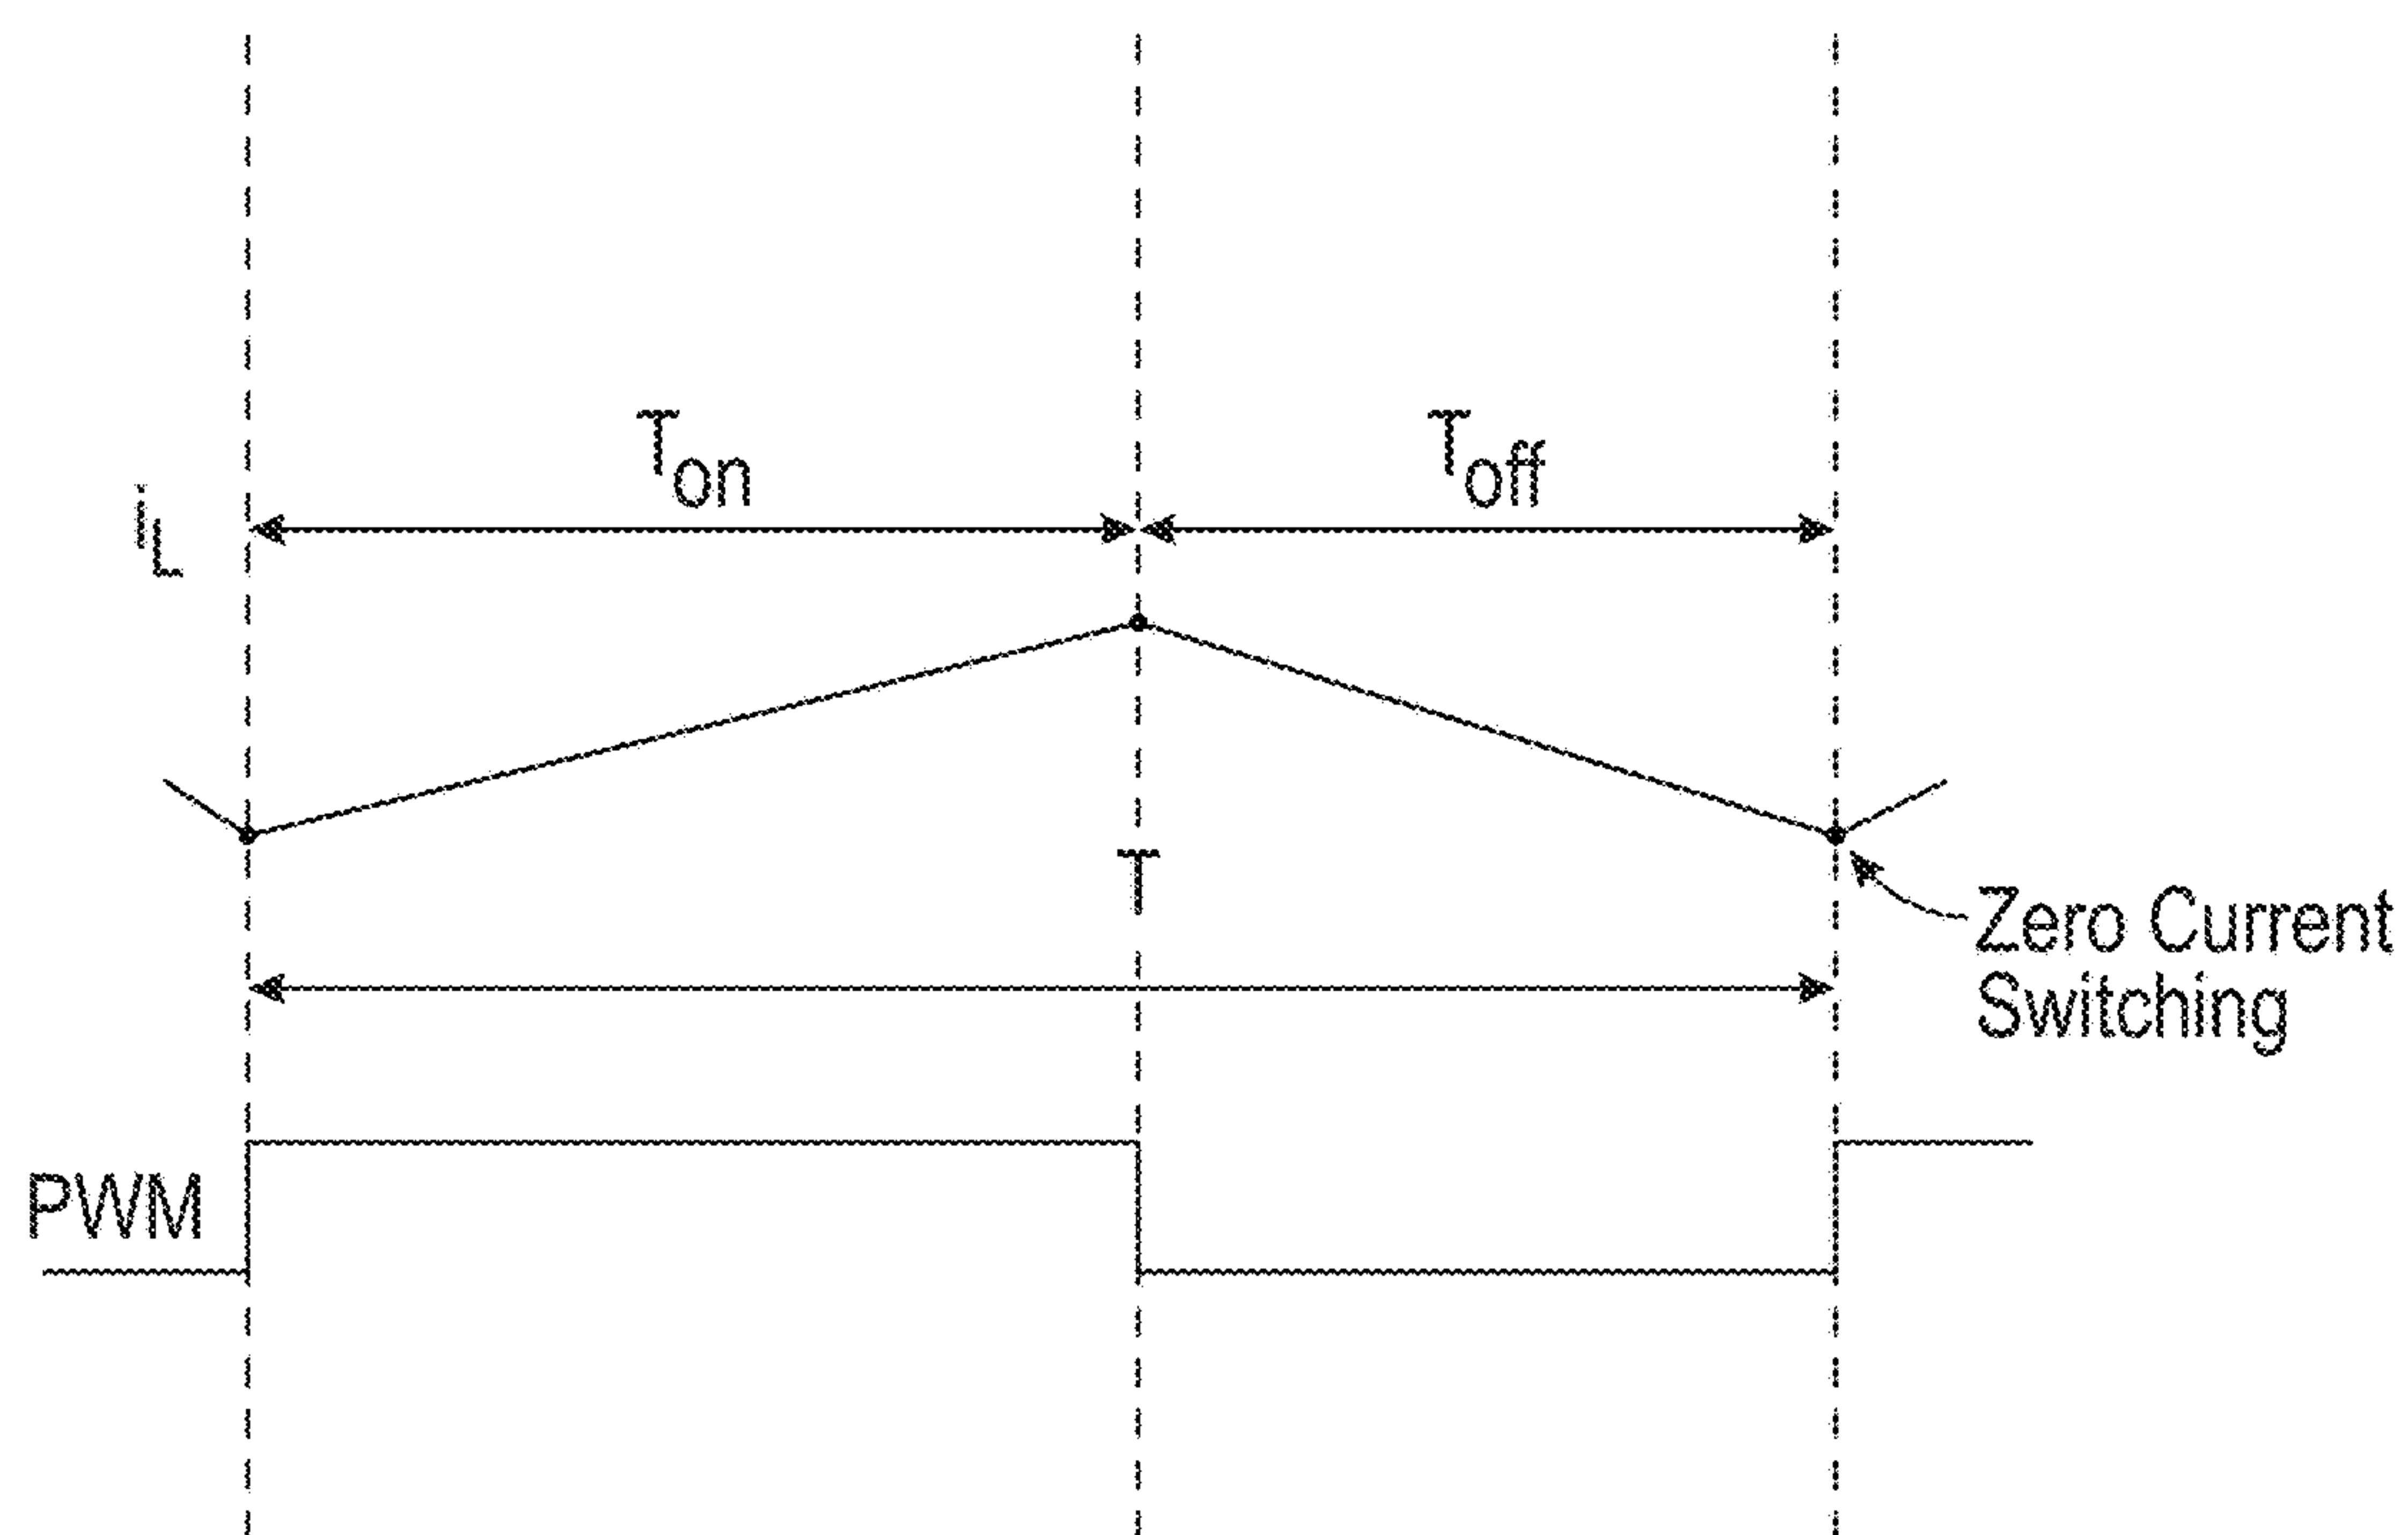 Ton
Toff
iL
T
Zero Current
Switching
PWM